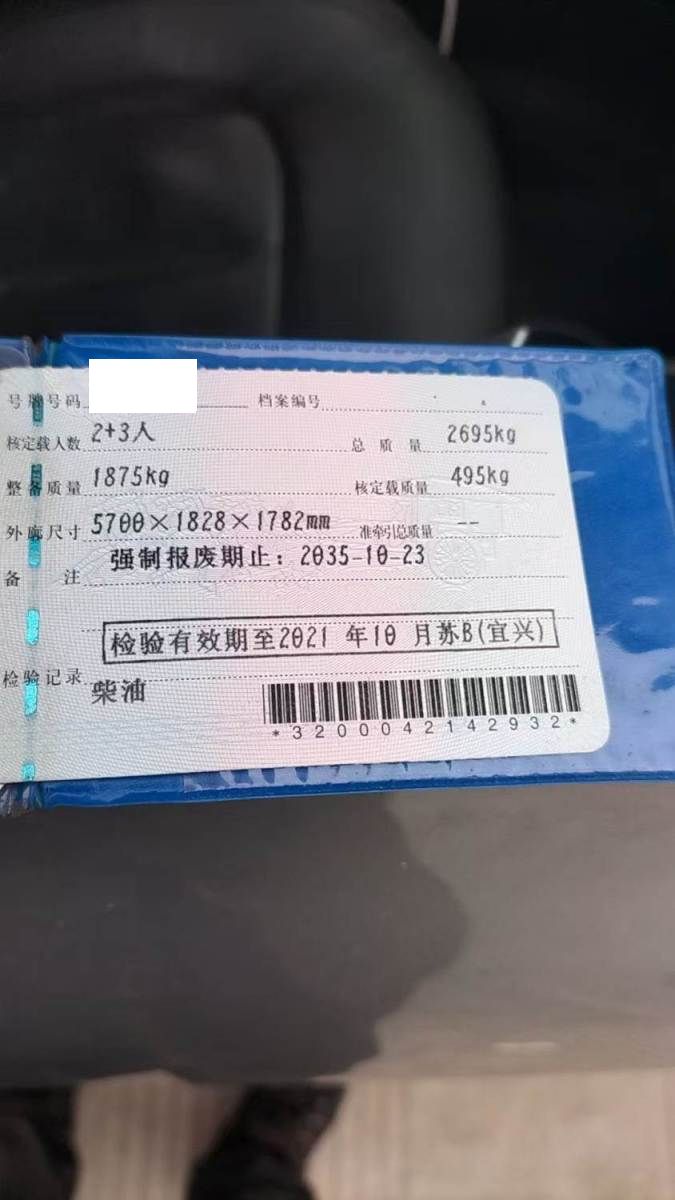 号牌号码 档案编号
核定载人数 2+3人 总质量 2695kg
整备质量 1875kg 核定载质量 495kg
外廓尺寸 5700×1828×1782mm 准牵引总质量 --
备注 强制报废期止：2035-10-23
检验有效期至2021 年10 月苏B(宜兴)
检验记录 柴油
*3200042142932*